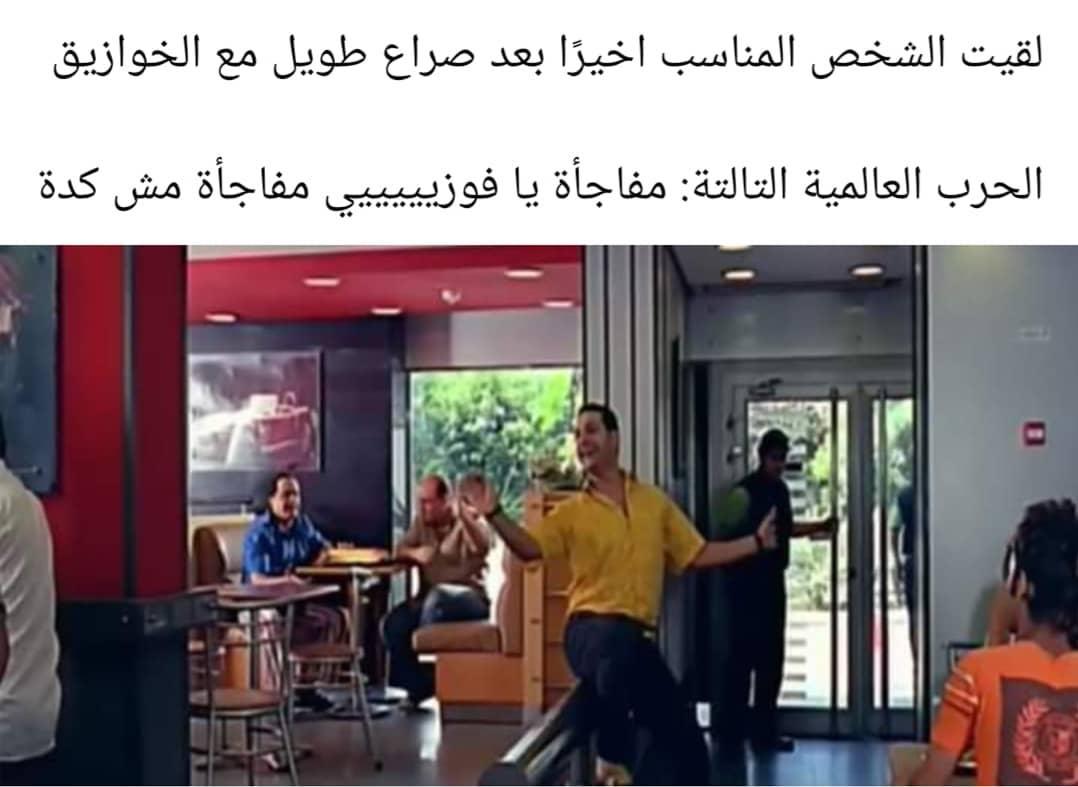 لقيت الشخص المناسب اخيرًا بعد صراع طويل مع الخوازيق
الحرب العالمية التالتة: مفاجأة يا فوزيييييي مفاجأة مش كدة